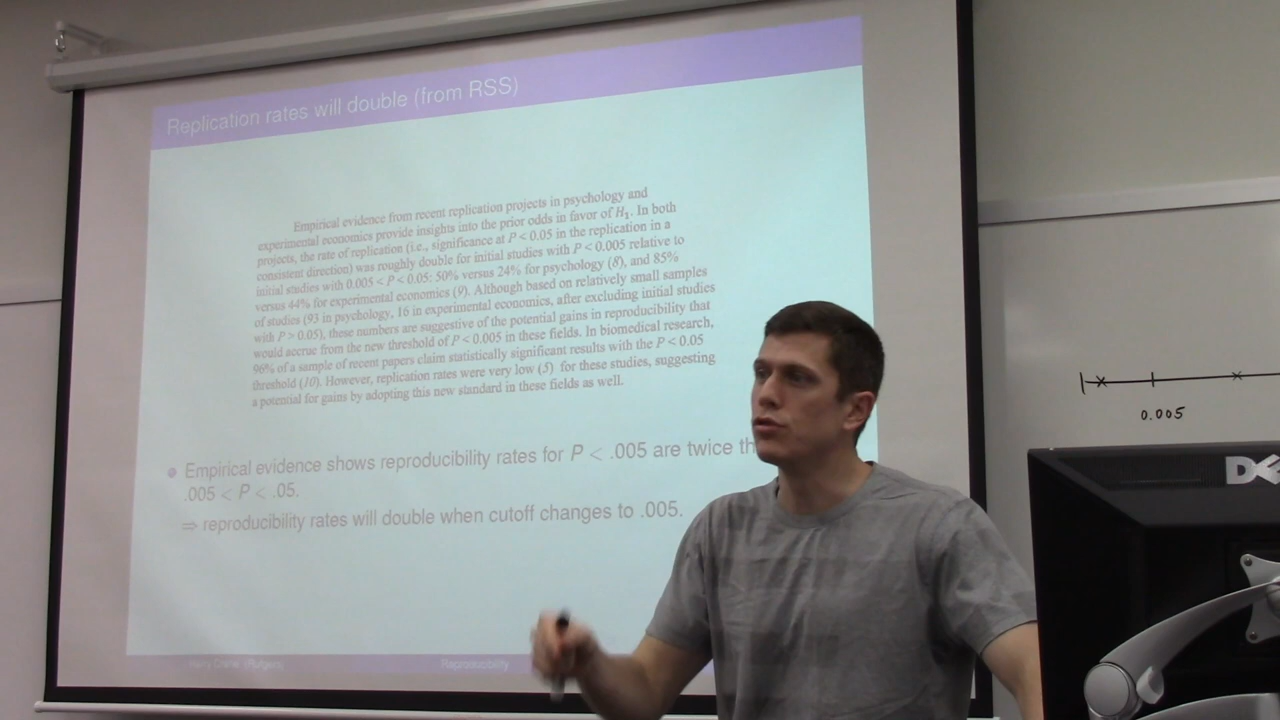 Replication rates will double (from RSS)
Empirical evidence from recent replication projects in psychology and
experimental economics provide insights into the prior odds in favor of H₁. In both
projects, the rate of replication (i.e., significance at P < 0.05 in the replication in a
consistent direction) was roughly double for initial studies with P < 0.005 relative to
initial studies with 0.005 < P < 0.05: 50% versus 24% for psychology (8), and 85%
versus 44% for experimental economics (9). Although based on relatively small samples
of studies (93 in psychology, 16 in experimental economics, after excluding initial studies
with P > 0.05), these numbers are suggestive of the potential gains in reproducibility that
would accrue from the new threshold of P < 0.005 in these fields. In biomedical research,
96% of a sample of recent papers claim statistically significant results with the P < 0.05
threshold (10). However, replication rates were very low (5) for these studies, suggesting
a potential for gains by adopting this new standard in these fields as well.
Empirical evidence shows reproducibility rates for P < .005 are twice
.005 < P < .05.
⇒ reproducibility rates will double when cutoff changes to .005.
(Rutgers)
Reproducibility
0.005